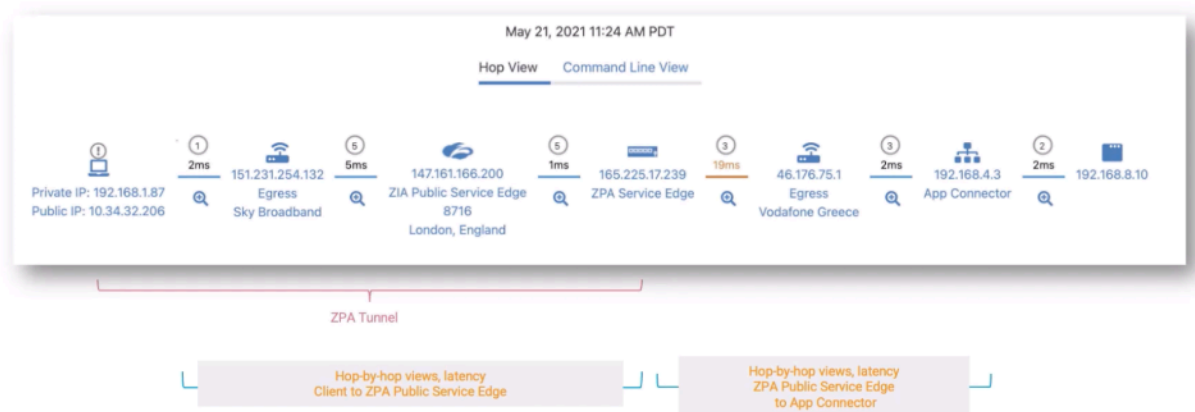 May 21, 2021 11:24 AM PDT
Hop View Command Line View
!
1
2ms
5
5ms
5
1ms
3
19ms
3
2ms
2
2ms
Private IP: 192.168.1.87
Public IP: 10.34.32.206
151.231.254.132
Egress
Sky Broadband
147.161.166.200
ZIA Public Service Edge
8716
London, England
165.225.17.239
ZPA Service Edge
46.176.75.1
Egress
Vodafone Greece
192.168.4.3
App Connector
192.168.8.10
ZPA Tunnel
Hop-by-hop views, latency
Client to ZPA Public Service Edge
Hop-by-hop views, latency
ZPA Public Service Edge
to App Connector